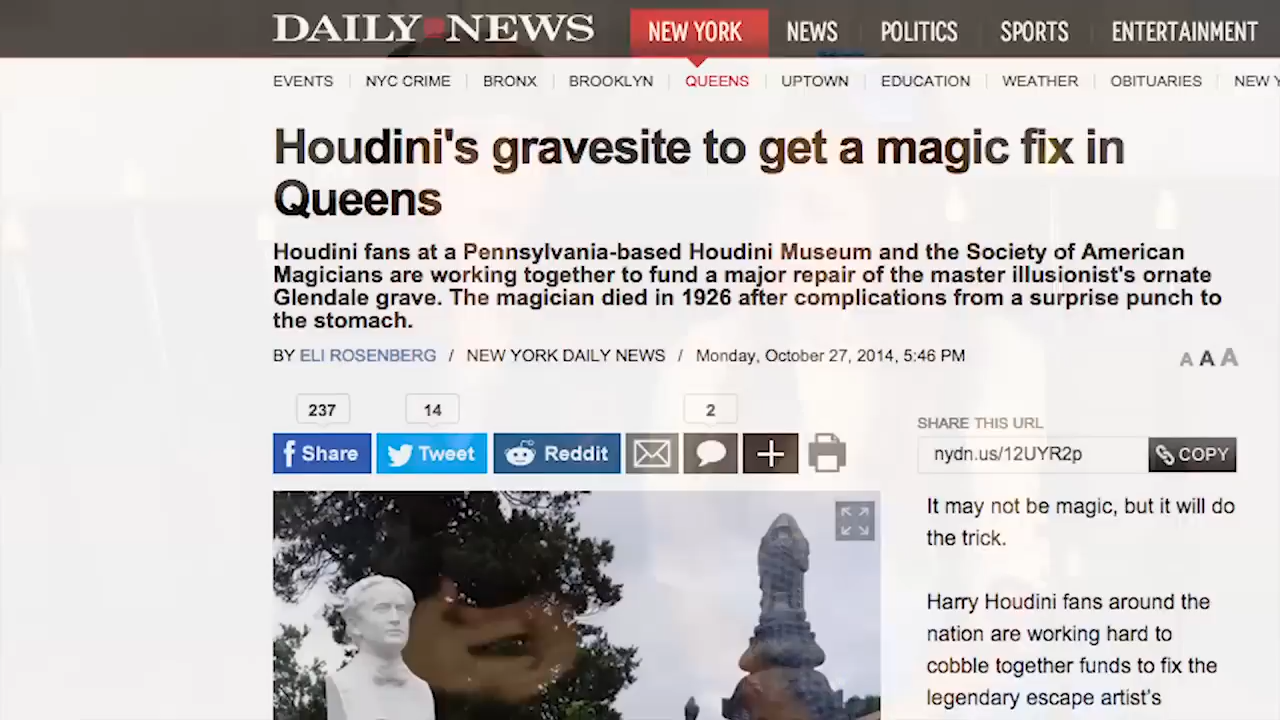 DAILY NEWS
NEW YORK NEWS POLITICS SPORTS ENTERTAINMENT
EVENTS NYC CRIME BRONX BROOKLYN QUEENS UPTOWN EDUCATION WEATHER OBITUARIES NEW Y
Houdini's gravesite to get a magic fix in
Queens
Houdini fans at a Pennsylvania-based Houdini Museum and the Society of American
Magicians are working together to fund a major repair of the master illusionist's ornate
Glendale grave. The magician died in 1926 after complications from a surprise punch to
the stomach.
BY ELI ROSENBERG / NEW YORK DAILY NEWS / Monday, October 27, 2014, 5:46 PM
A A A
237 14 2
Share Tweet Reddit
SHARE THIS URL
nydn.us/12UYR2p COPY
It may not be magic, but it will do
the trick.
Harry Houdini fans around the
nation are working hard to
cobble together funds to fix the
legendary escape artist's